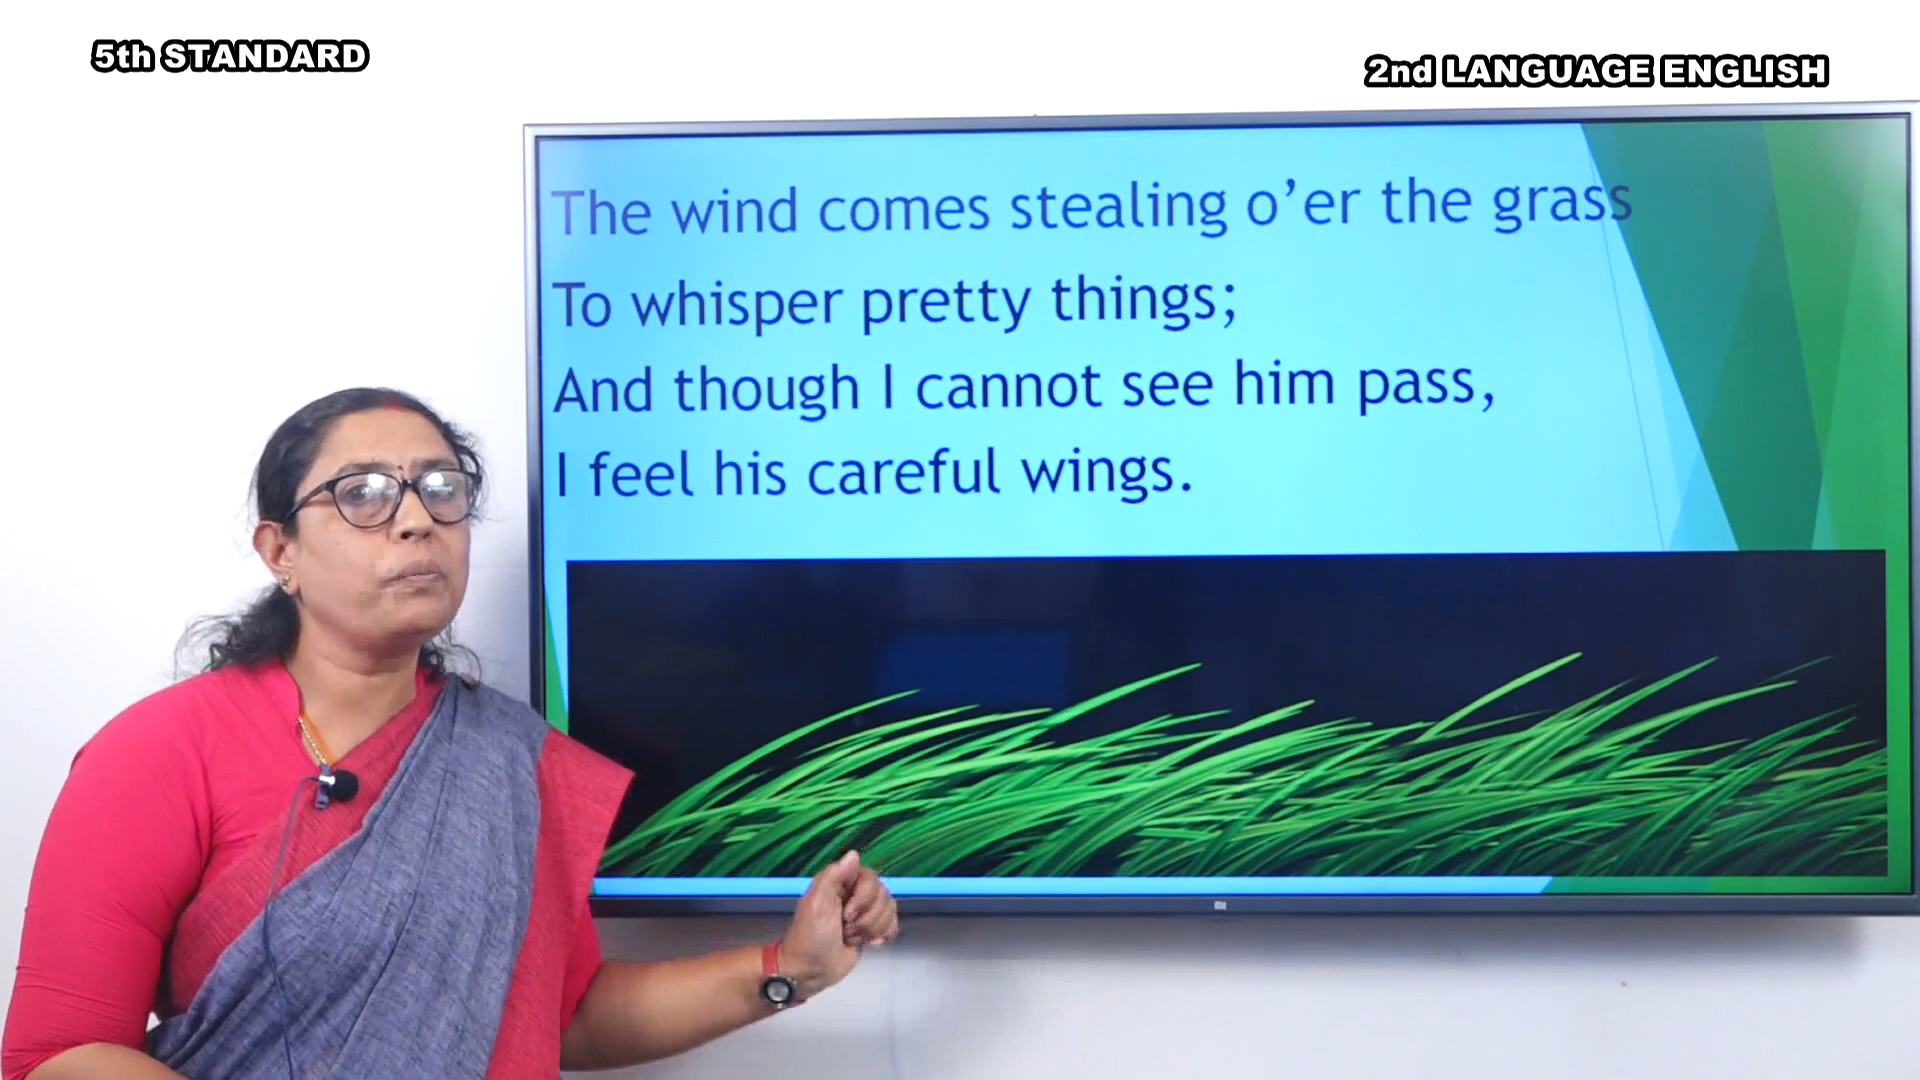 5th STANDARD
2nd LANGUAGE ENGLISH
The wind comes stealing o’er the grass
To whisper pretty things;
And though I cannot see him pass,
I feel his careful wings.